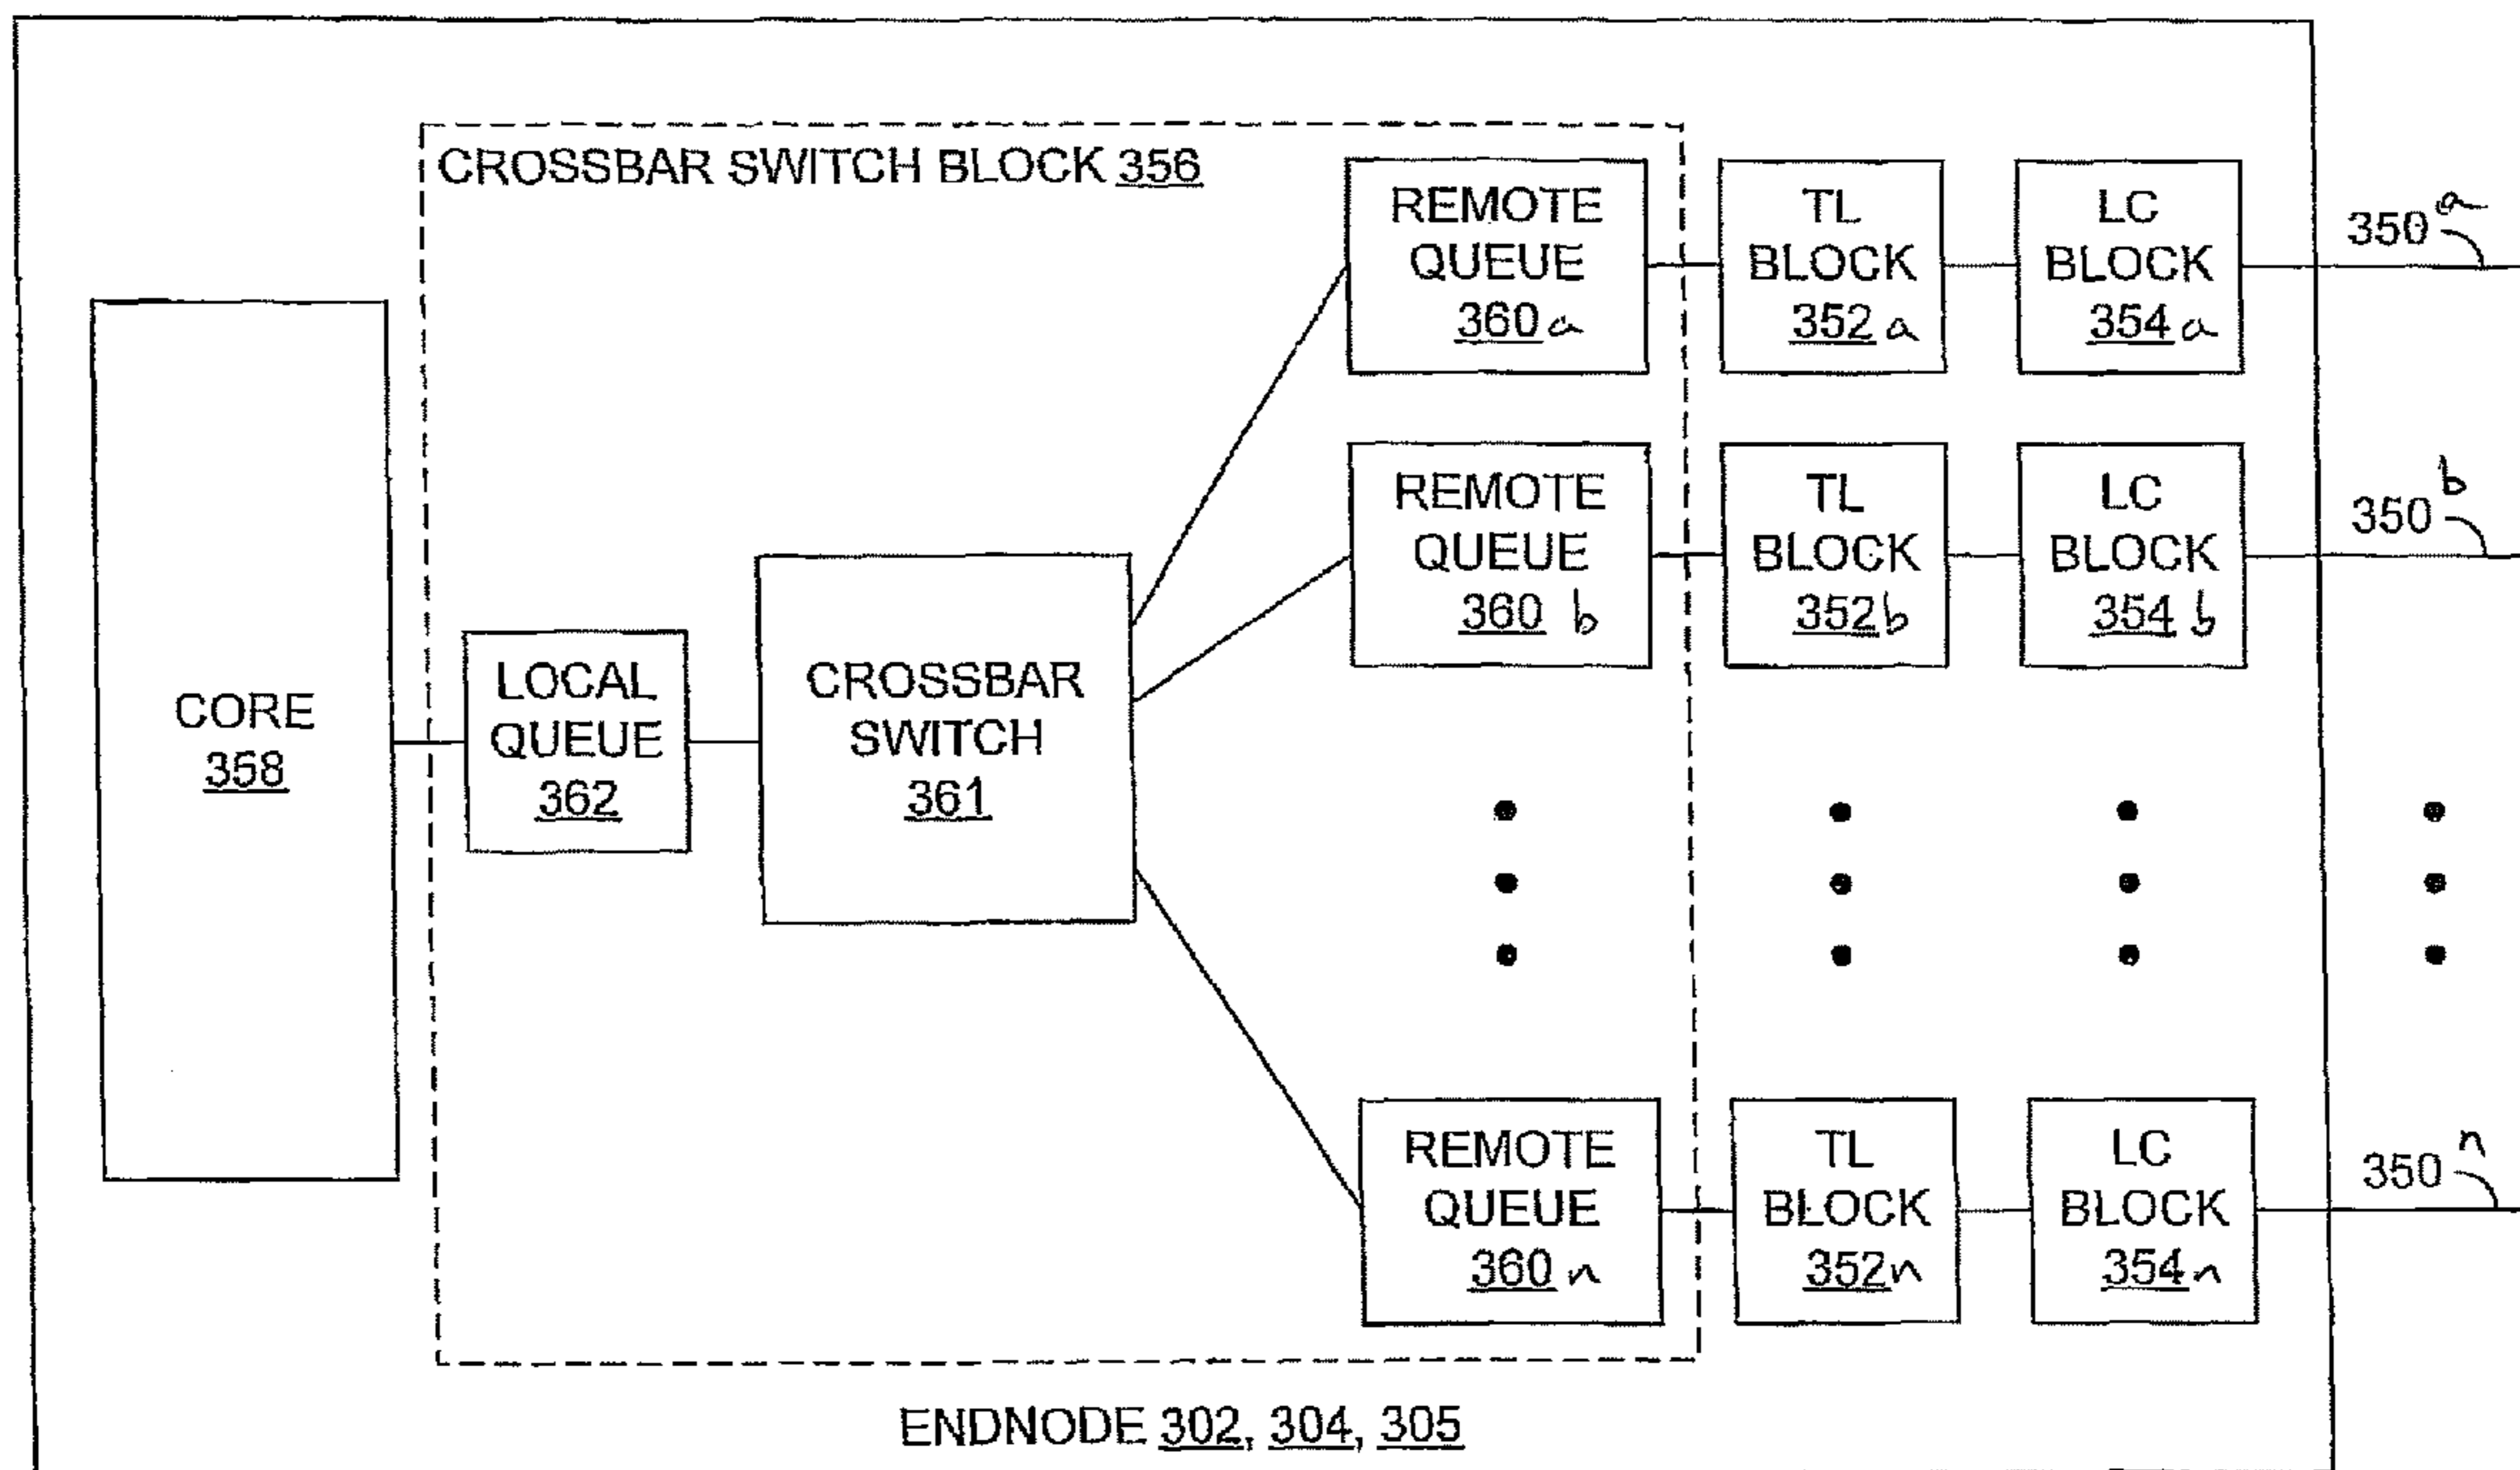 CROSSBAR SWITCH BLOCK 356
REMOTE
QUEUE
360a
TL
BLOCK
352a
LC
BLOCK
354a
350a
REMOTE
QUEUE
360b
TL
BLOCK
352b
LC
BLOCK
354b
350b
CORE
358
LOCAL
QUEUE
362
CROSSBAR
SWITCH
361
REMOTE
QUEUE
360n
TL
BLOCK
352n
LC
BLOCK
354n
350n
ENDNODE 302, 304, 305